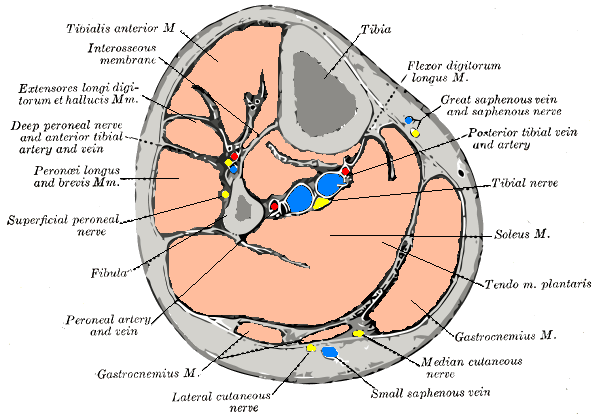 Tibialis anterior M.
Interosseous
membrane
Extensores longi digi-
torum et hallucis Mm.
Deep peroneal nerve
and anterior tibial
artery and vein
Peronæi longus
and brevis Mm.
Superficial peroneal
nerve
Fibula
Peroneal artery
and vein
Gastrocnemius M.
Lateral cutaneous
nerve
Tibia
Flexor digitorum
longus M.
Great saphenous vein
and saphenous nerve
Posterior tibial vein
and artery
Tibial nerve
Soleus M.
Tendo m. plantaris
Gastrocnemius M.
Median cutaneous
nerve
Small saphenous vein